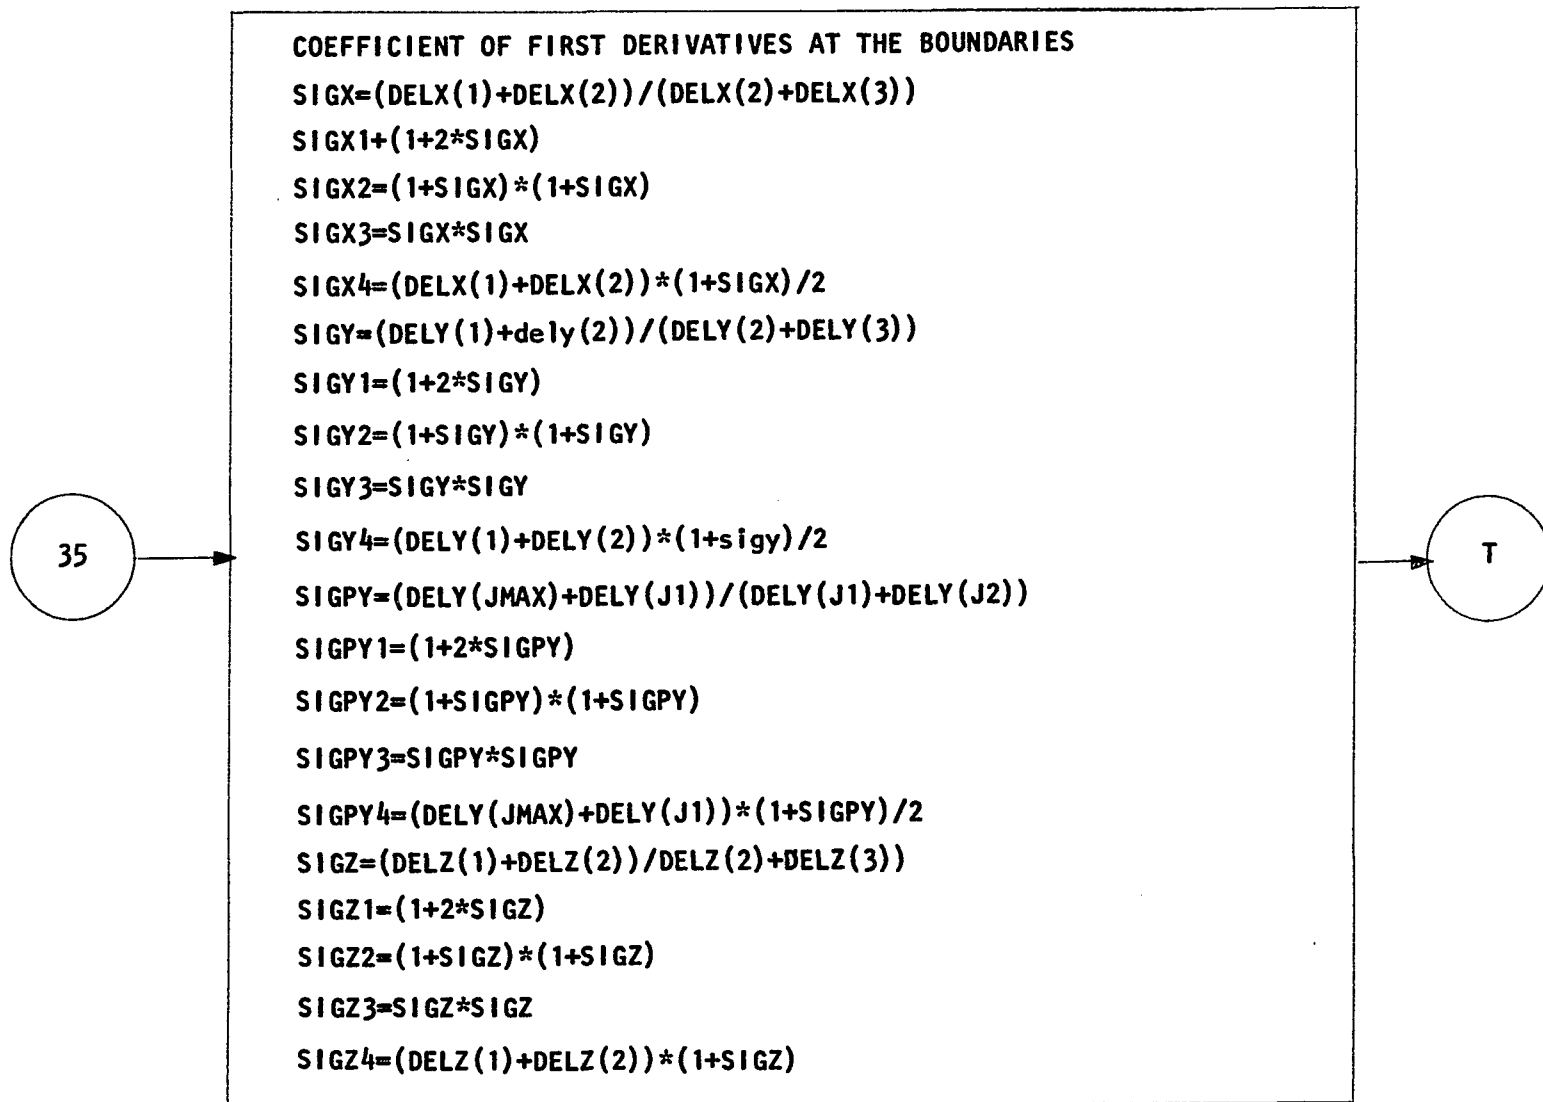 COEFFICIENT OF FIRST DERIVATIVES AT THE BOUNDARIES
SIGX=(DELX(1)+DELX(2))/(DELX(2)+DELX(3))
SIGX1+(1+2*SIGX)
SIGX2=(1+SIGX)*(1+SIGX)
SIGX3=SIGX*SIGX
SIGX4=(DELX(1)+DELX(2))*(1+SIGX)/2
SIGY=(DELY(1)+dely(2))/(DELY(2)+DELY(3))
SIGY1=(1+2*SIGY)
SIGY2=(1+SIGY)*(1+SIGY)
SIGY3=SIGY*SIGY
SIGY4=(DELY(1)+DELY(2))*(1+sigy)/2
35
T
SIGPY=(DELY(JMAX)+DELY(J1))/(DELY(J1)+DELY(J2))
SIGPY1=(1+2*SIGPY)
SIGPY2=(1+SIGPY)*(1+SIGPY)
SIGPY3=SIGPY*SIGPY
SIGPY4=(DELY(JMAX)+DELY(J1))*(1+SIGPY)/2
SIGZ=(DELZ(1)+DELZ(2))/DELZ(2)+DELZ(3))
SIGZ1=(1+2*SIGZ)
SIGZ2=(1+SIGZ)*(1+SIGZ)
SIGZ3=SIGZ*SIGZ
SIGZ4=(DELZ(1)+DELZ(2))*(1+SIGZ)